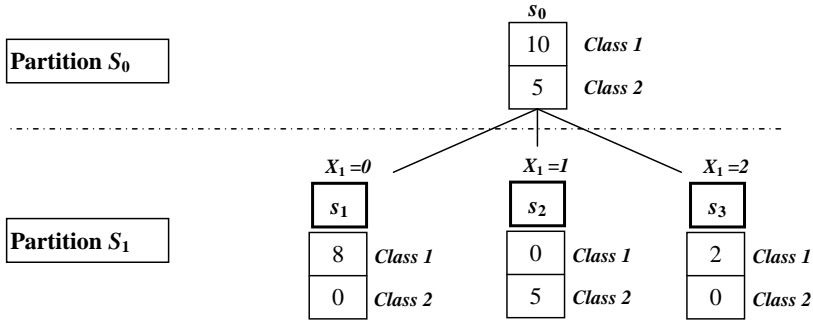 s₀
10 Class 1
Partition S₀
5 Class 2
X₁ =0 X₁ =1 X₁ =2
s₁ s₂ s₃
Partition S₁
8 Class 1 0 Class 1 2 Class 1
0 Class 2 5 Class 2 0 Class 2